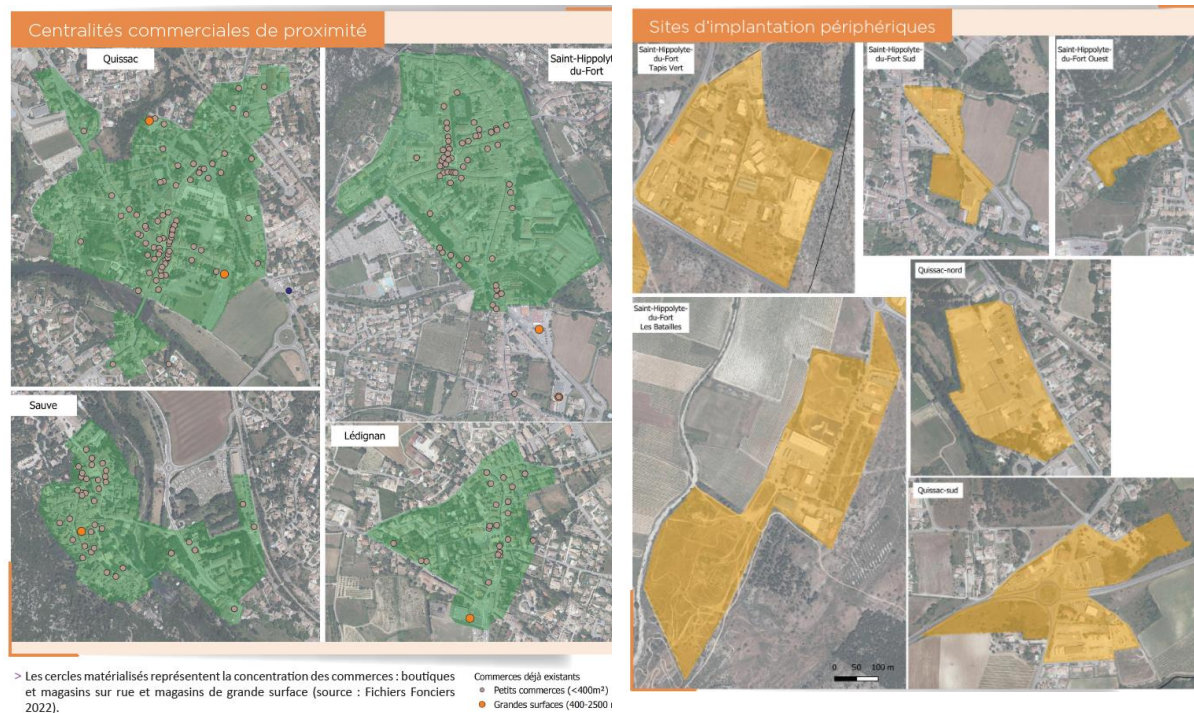 Centralités commerciales de proximité
Quissac
Saint-Hippolyt
du-Fort
Sauve
Lédignan
> Les cercles matérialisés représentent la concentration des commerces : boutiques
et magasins sur rue et magasins de grande surface (source : Fichiers Fonciers
2022).
Commerces déjà existants
Petits commerces (<400m²)
Grandes surfaces (400-2500 m
Sites d'implantation périphériques
Saint-Hippolyte-
du-Fort
Tapis Vert
Saint-Hippolyte-
du-Fort Sud
Saint-Hippolyte-
du-Fort Ouest
Saint-Hippolyte-
du-Fort
Les Batailles
Quissac-nord
Quissac-sud
0 50 100 m